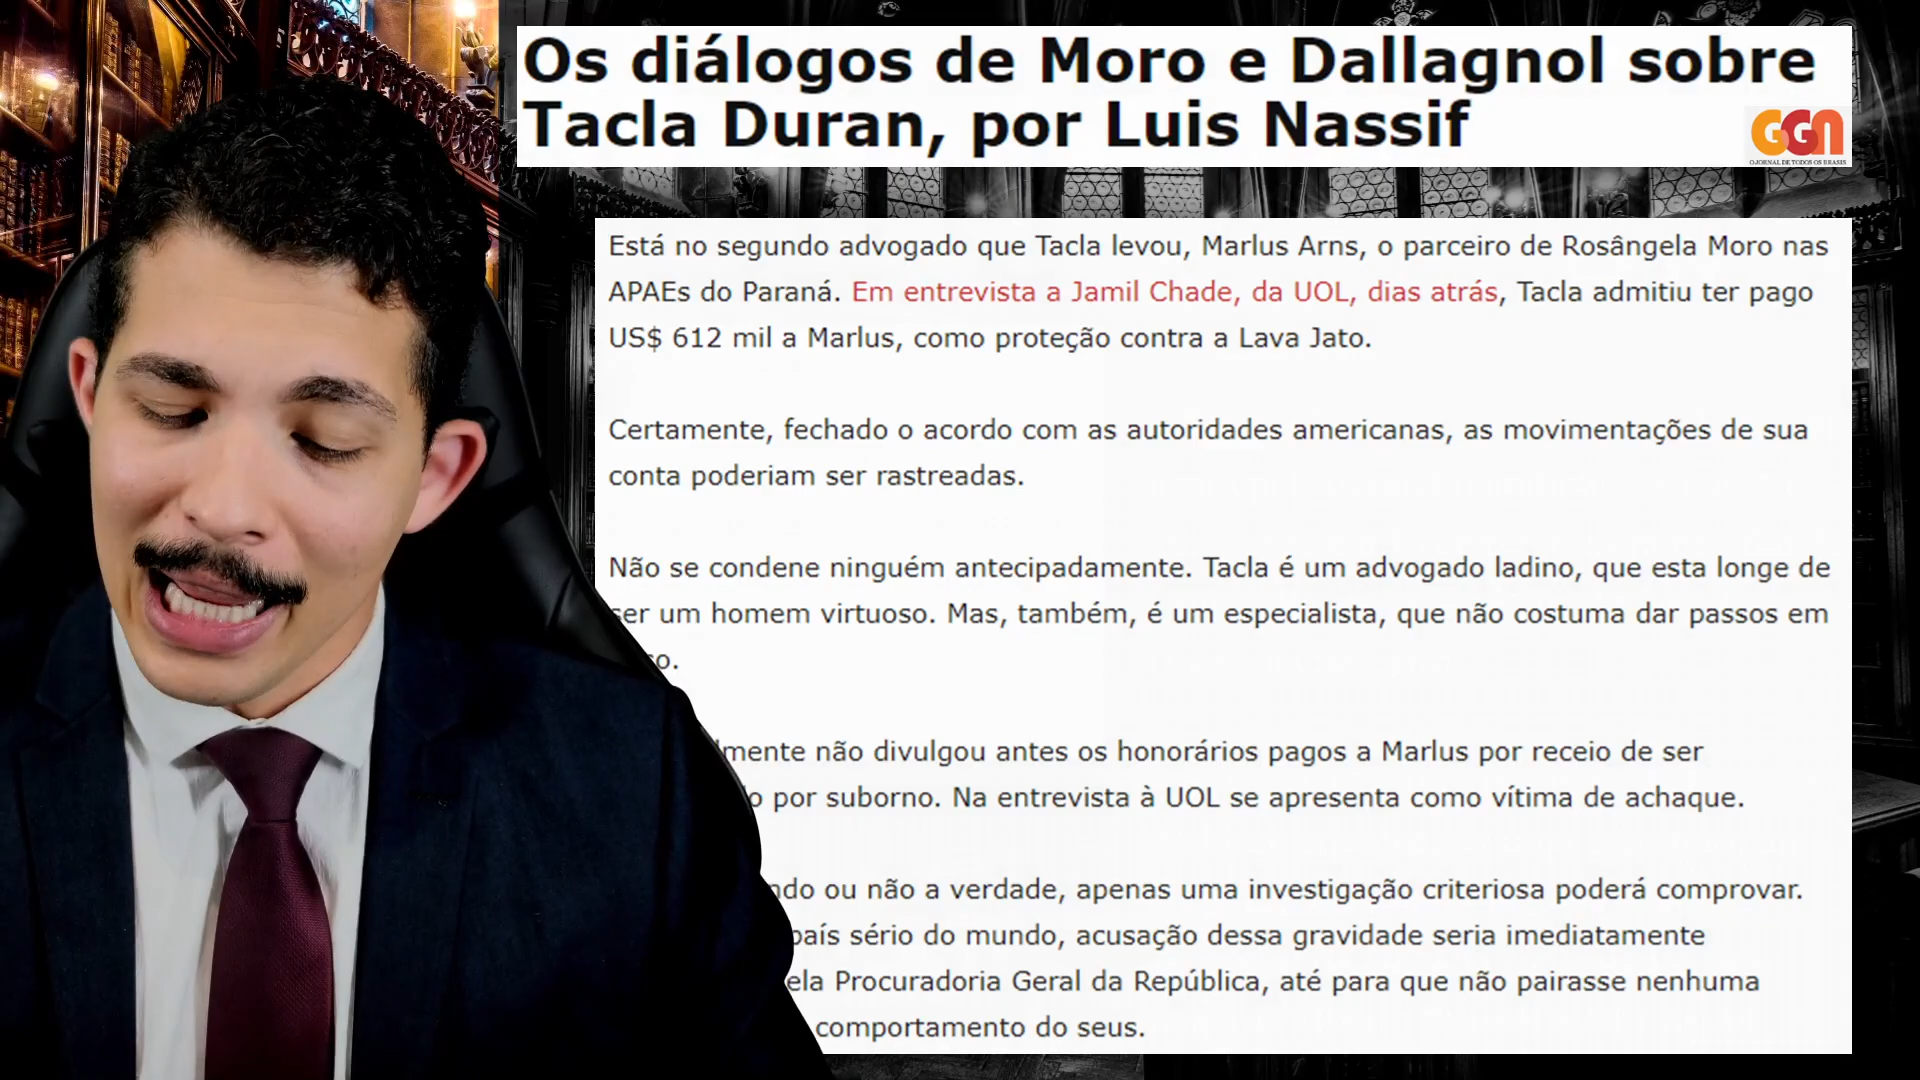 Os diálogos de Moro e Dallagnol sobre
Tacla Duran, por Luis Nassif
GGN
O JORNAL DE TODOS OS BRASIS
Está no segundo advogado que Tacla levou, Marlus Arns, o parceiro de Rosângela Moro nas
APAEs do Paraná. Em entrevista a Jamil Chade, da UOL, dias atrás, Tacla admitiu ter pago
US$ 612 mil a Marlus, como proteção contra a Lava Jato.
Certamente, fechado o acordo com as autoridades americanas, as movimentações de sua
conta poderiam ser rastreadas.
Não se condene ninguém antecipadamente. Tacla é um advogado ladino, que esta longe de
ser um homem virtuoso. Mas, também, é um especialista, que não costuma dar passos em
não divulgou antes os honorários pagos a Marlus por receio de ser
por suborno. Na entrevista à UOL se apresenta como vítima de achaque.
ou não a verdade, apenas uma investigação criteriosa poderá comprovar.
país sério do mundo, acusação dessa gravidade seria imediatamente
Procuradoria Geral da República, até para que não pairasse nenhuma
comportamento do seus.